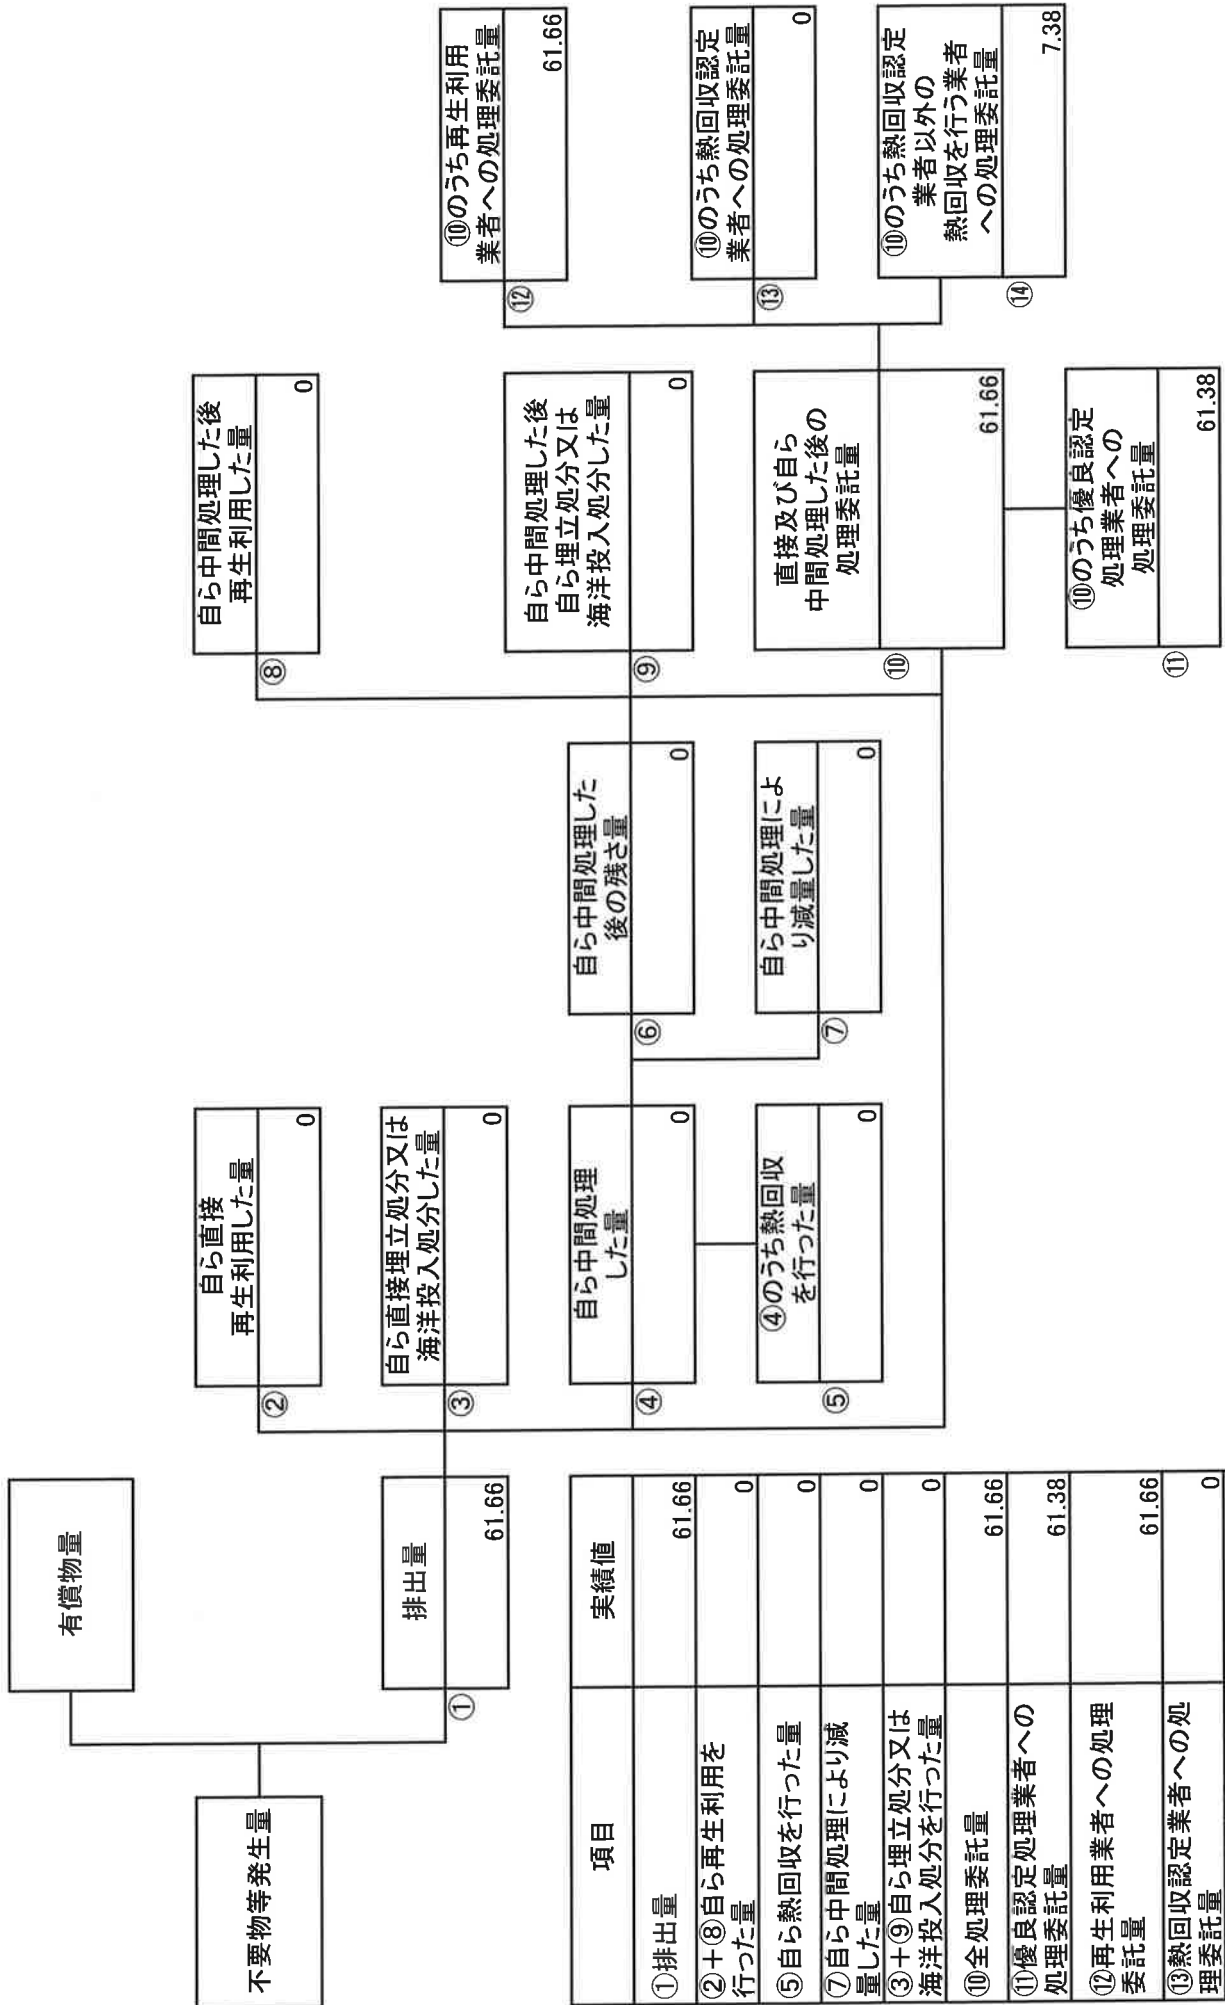 不要物等発生量
有償物量
①
排出量
61.66
②
自ら直接
再生利用した量
0
③
自ら直接埋立処分又は
海洋投入処分した量
0
④
自ら中間処理
した量
0
⑤
④のうち熱回収
を行った量
0
⑥
自ら中間処理した
後の残さ量
0
⑦
自ら中間処理によ
り減量した量
0
⑧
自ら中間処理した後
再生利用した量
0
⑨
自ら中間処理した後
自ら埋立処分又は
海洋投入処分した量
0
⑩
直接及び自ら
中間処理した後の
処理委託量
61.66
⑪
⑩のうち優良認定
処理業者への
処理委託量
61.38
⑫
⑩のうち再生利用
業者への処理委託量
61.66
⑬
⑩のうち熱回収認定
業者への処理委託量
0
⑭
⑩のうち熱回収認定
業者以外の
熱回収を行う業者
への処理委託量
7.38
項目 実績値
①排出量 61.66
②+⑧自ら再生利用を
行った量 0
⑤自ら熱回収を行った量 0
⑦自ら中間処理により減
量した量 0
③+⑨自ら埋立処分又は
海洋投入処分を行った量 0
⑩全処理委託量 61.66
⑪優良認定処理業者への
処理委託量 61.38
⑫再生利用業者への処理
委託量 61.66
⑬熱回収認定業者への処
理委託量 0